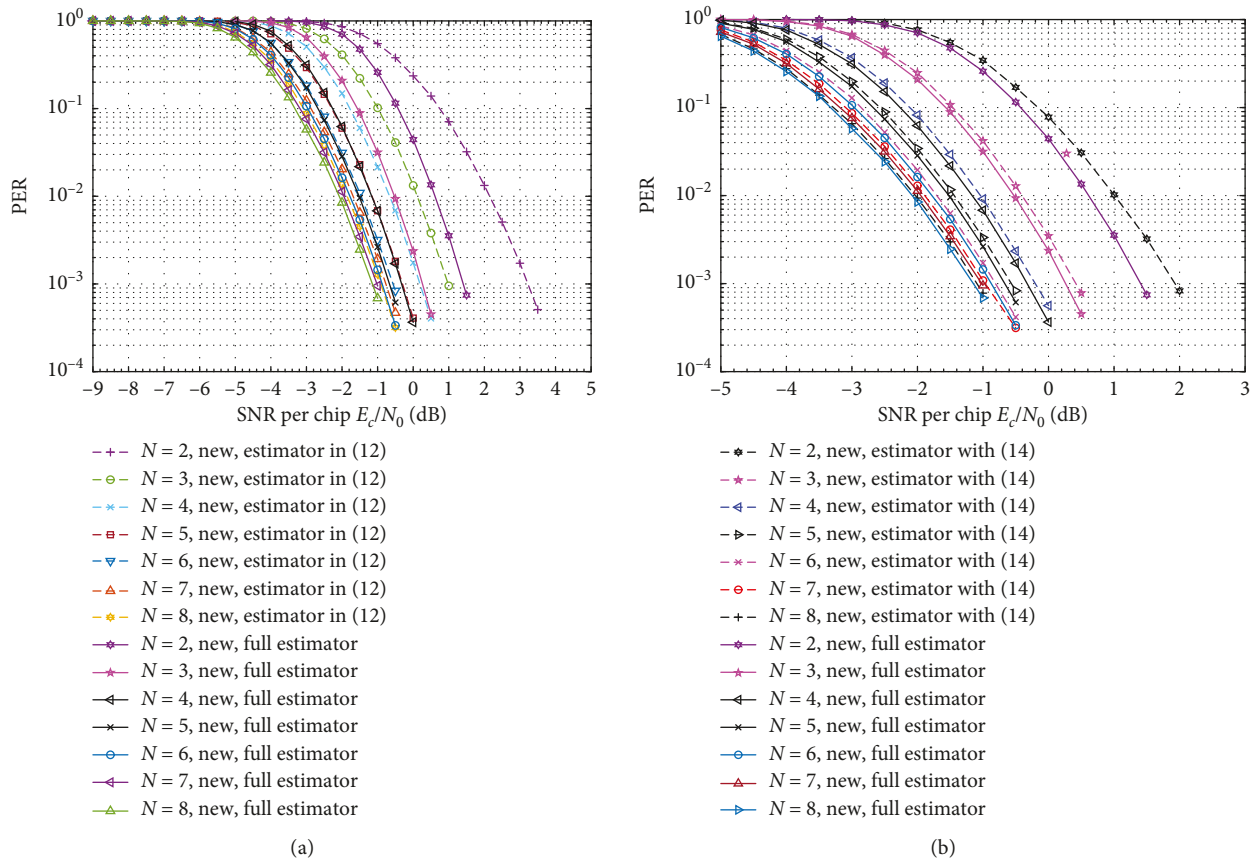 10^0
10^−1
10^−2
10^−3
10^−4
PER
−9 −8 −7 −6 −5 −4 −3 −2 −1 0 1 2 3 4 5
SNR per chip E_c/N_0 (dB)
N = 2, new, estimator in (12)
N = 3, new, estimator in (12)
N = 4, new, estimator in (12)
N = 5, new, estimator in (12)
N = 6, new, estimator in (12)
N = 7, new, estimator in (12)
N = 8, new, estimator in (12)
N = 2, new, full estimator
N = 3, new, full estimator
N = 4, new, full estimator
N = 5, new, full estimator
N = 6, new, full estimator
N = 7, new, full estimator
N = 8, new, full estimator
(a)
10^0
10^−1
10^−2
10^−3
10^−4
PER
−5 −4 −3 −2 −1 0 1 2 3
SNR per chip E_c/N_0 (dB)
N = 2, new, estimator with (14)
N = 3, new, estimator with (14)
N = 4, new, estimator with (14)
N = 5, new, estimator with (14)
N = 6, new, estimator with (14)
N = 7, new, estimator with (14)
N = 8, new, estimator with (14)
N = 2, new, full estimator
N = 3, new, full estimator
N = 4, new, full estimator
N = 5, new, full estimator
N = 6, new, full estimator
N = 7, new, full estimator
N = 8, new, full estimator
(b)